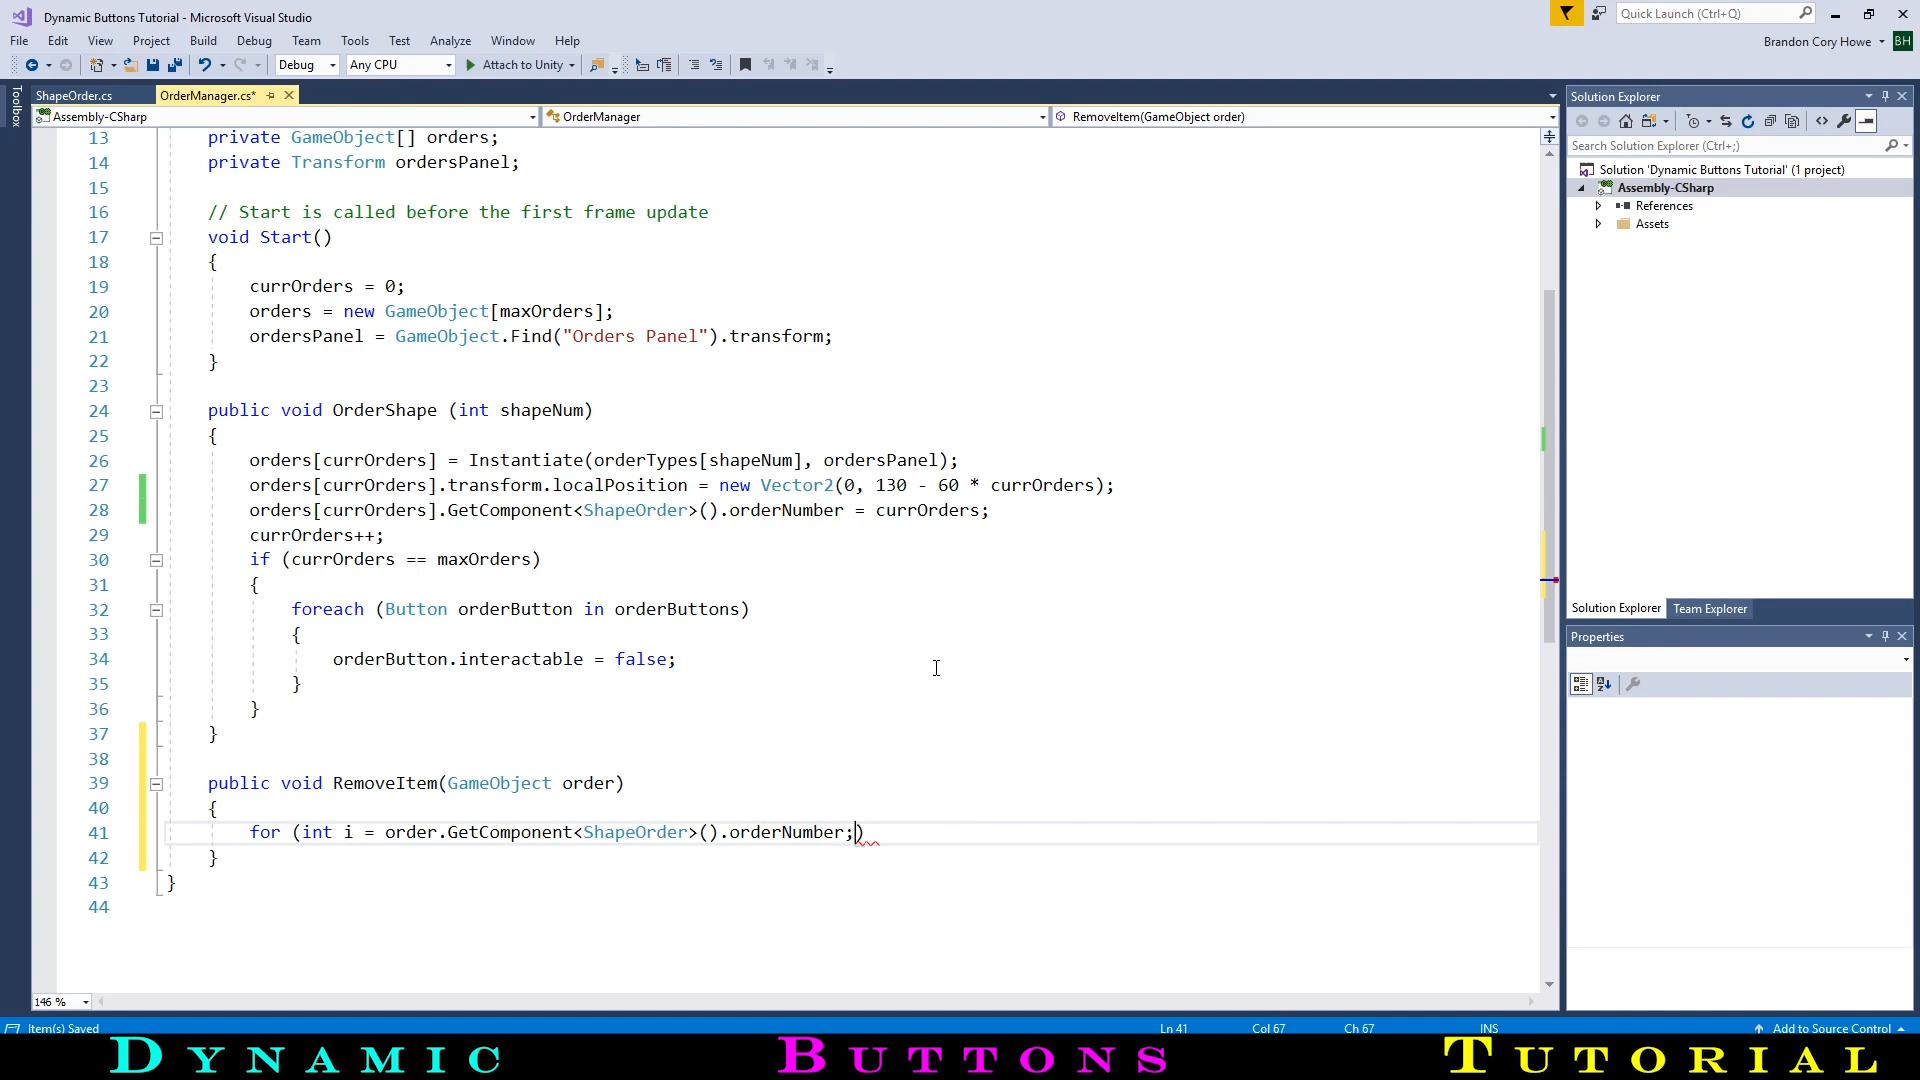 Dynamic Buttons Tutorial - Microsoft Visual Studio
Quick Launch (Ctrl+Q)
File Edit View Project Build Debug Team Tools Test Analyze Window Help
Brandon Cory Howe BH
Debug Any CPU Attach to Unity
Toolbox
ShapeOrder.cs OrderManager.cs*
Assembly-CSharp OrderManager RemoveItem(GameObject order)
13 private GameObject[] orders;
14 private Transform ordersPanel;
15
16 // Start is called before the first frame update
17 void Start()
18 {
19 currOrders = 0;
20 orders = new GameObject[maxOrders];
21 ordersPanel = GameObject.Find("Orders Panel").transform;
22 }
23
24 public void OrderShape (int shapeNum)
25 {
26 orders[currOrders] = Instantiate(orderTypes[shapeNum], ordersPanel);
27 orders[currOrders].transform.localPosition = new Vector2(0, 130 - 60 * currOrders);
28 orders[currOrders].GetComponent<ShapeOrder>().orderNumber = currOrders;
29 currOrders++;
30 if (currOrders == maxOrders)
31 {
32 foreach (Button orderButton in orderButtons)
33 {
34 orderButton.interactable = false;
35 }
36 }
37 }
38
39 public void RemoveItem(GameObject order)
40 {
41 for (int i = order.GetComponent<ShapeOrder>().orderNumber;)
42 }
43 }
44
146 %
Solution Explorer
Search Solution Explorer (Ctrl+;)
Solution 'Dynamic Buttons Tutorial' (1 project)
Assembly-CSharp
References
Assets
Solution Explorer Team Explorer
Properties
Item(s) Saved Ln 41 Col 67 Ch 67 INS Add to Source Control
Dynamic Buttons Tutorial